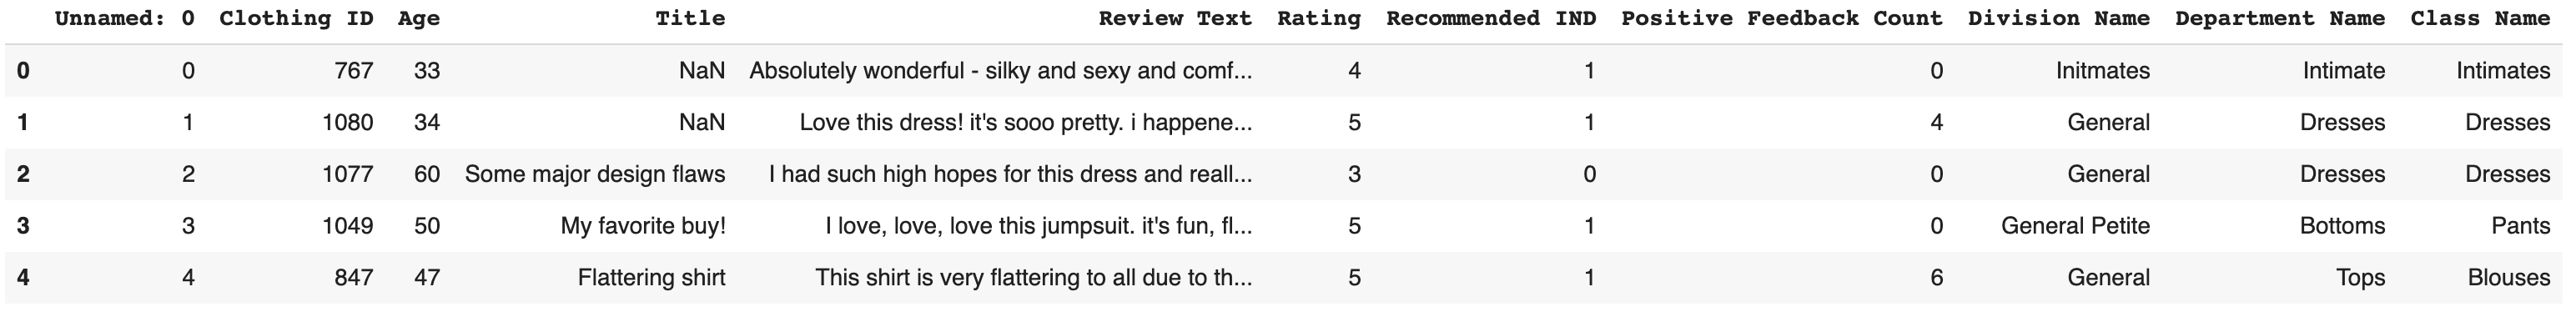 Unnamed: 0 Clothing ID Age Title Review Text Rating Recommended IND Positive Feedback Count Division Name Department Name Class Name
0 0 767 33 NaN Absolutely wonderful - silky and sexy and comf... 4 1 0 Initmates Intimate Intimates
1 1 1080 34 NaN Love this dress! it's sooo pretty. i happene... 5 1 4 General Dresses Dresses
2 2 1077 60 Some major design flaws I had such high hopes for this dress and reall... 3 0 0 General Dresses Dresses
3 3 1049 50 My favorite buy! I love, love, love this jumpsuit. it's fun, fl... 5 1 0 General Petite Bottoms Pants
4 4 847 47 Flattering shirt This shirt is very flattering to all due to th... 5 1 6 General Tops Blouses